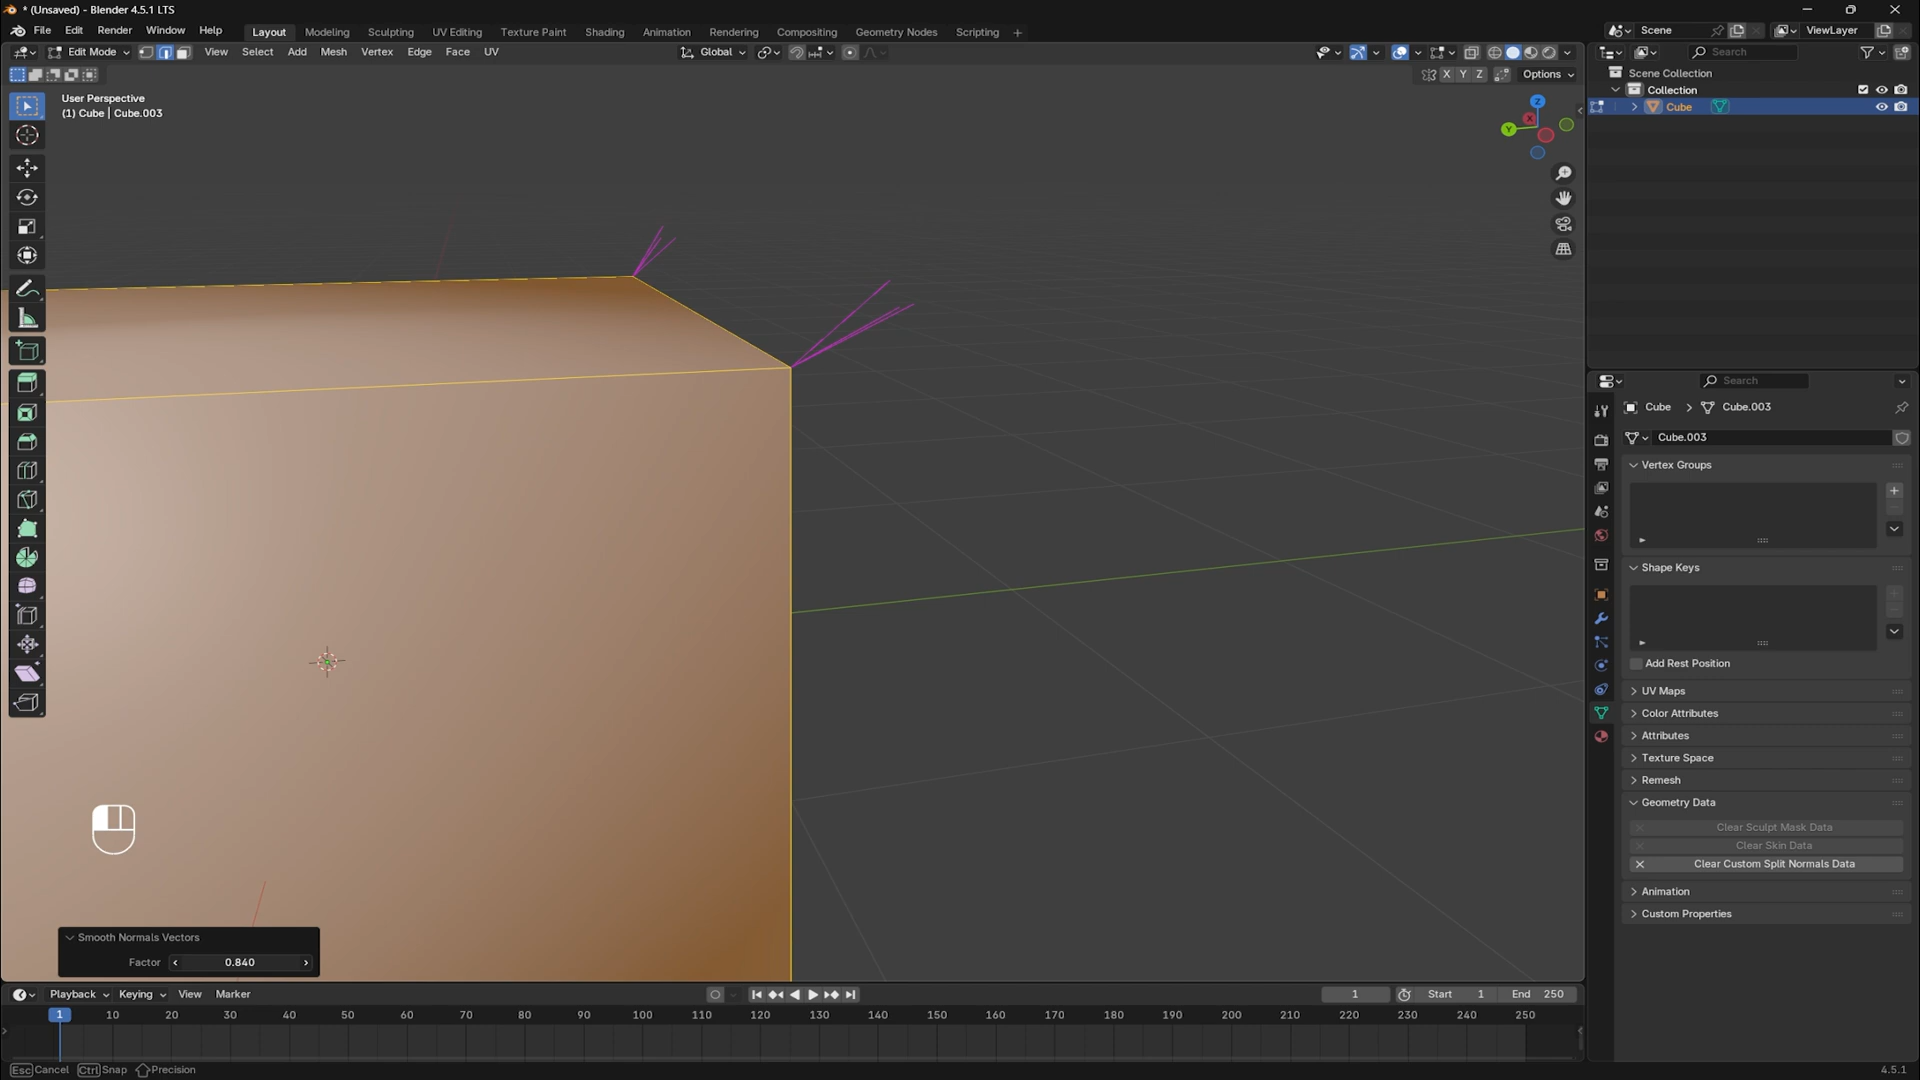 * (Unsaved) - Blender 4.5.1 LTS
File Edit Render Window Help Layout Modeling Sculpting UV Editing Texture Paint Shading Animation Rendering Compositing Geometry Nodes Scripting + Scene ViewLayer
Edit Mode View Select Add Mesh Vertex Edge Face UV Global Search
X Y Z Options
User Perspective
(1) Cube | Cube.003
Z
X
Y
Scene Collection
Collection
Cube
Search
Cube > Cube.003
Cube.003
Vertex Groups
Shape Keys
Add Rest Position
UV Maps
Color Attributes
Attributes
Texture Space
Remesh
Geometry Data
Clear Sculpt Mask Data
Clear Skin Data
Clear Custom Split Normals Data
Animation
Custom Properties
Smooth Normals Vectors
Factor 0.840
Playback Keying View Marker 1 Start 1 End 250
1 10 20 30 40 50 60 70 80 90 100 110 120 130 140 150 160 170 180 190 200 210 220 230 240 250
Esc Cancel Ctrl Snap Precision 4.5.1